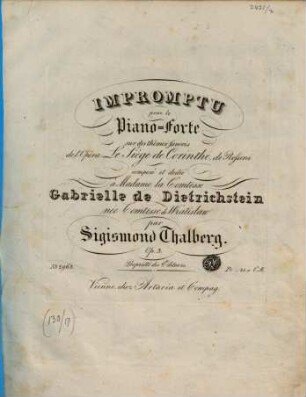 IMPROMPTU
pour le
Piano=Forte
sur des thèmes favoris
de l'Opéra Le Siège de Corinthe, de Rossini
composé et dedié
à Madame la Comtesse
Gabrielle de Dietrichstein
née Comtesse de Wratislaw
par
Sigismond Thalberg.
Op. 3.
Propriété des Editeurs.
Vienne, chez Artaria et Compag.